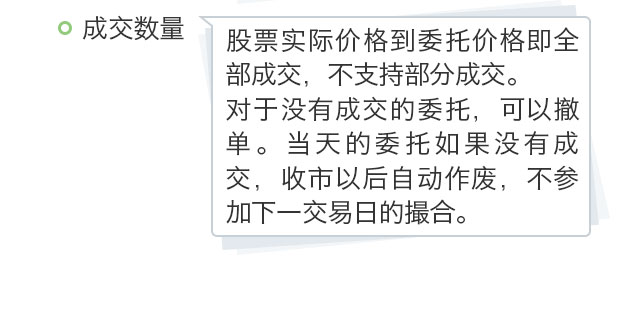 成交数量
股票实际价格到委托价格即全
部成交，不支持部分成交。
对于没有成交的委托，可以撤
单。当天的委托如果没有成
交，收市以后自动作废，不参
加下一交易日的撮合。